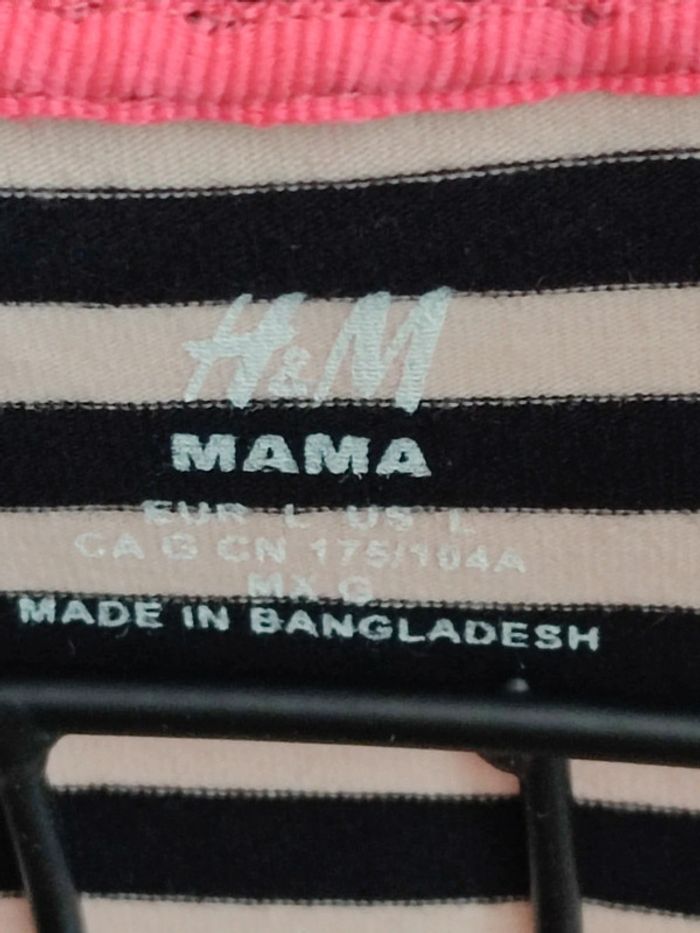 H&M
MAMA
EUR L US L
CA G CN 175/104A
MX G
MADE IN BANGLADESH